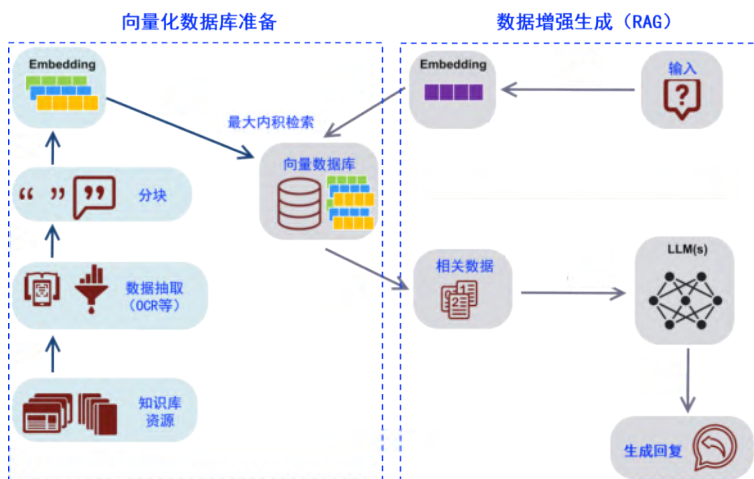 向量化数据库准备
数据增强生成（RAG）
Embedding
Embedding
输入
?
最大内积检索
向量数据库
“ ”
分块
数据抽取
（OCR等）
相关数据
1
2
LLM(s)
知识库
资源
生成回复